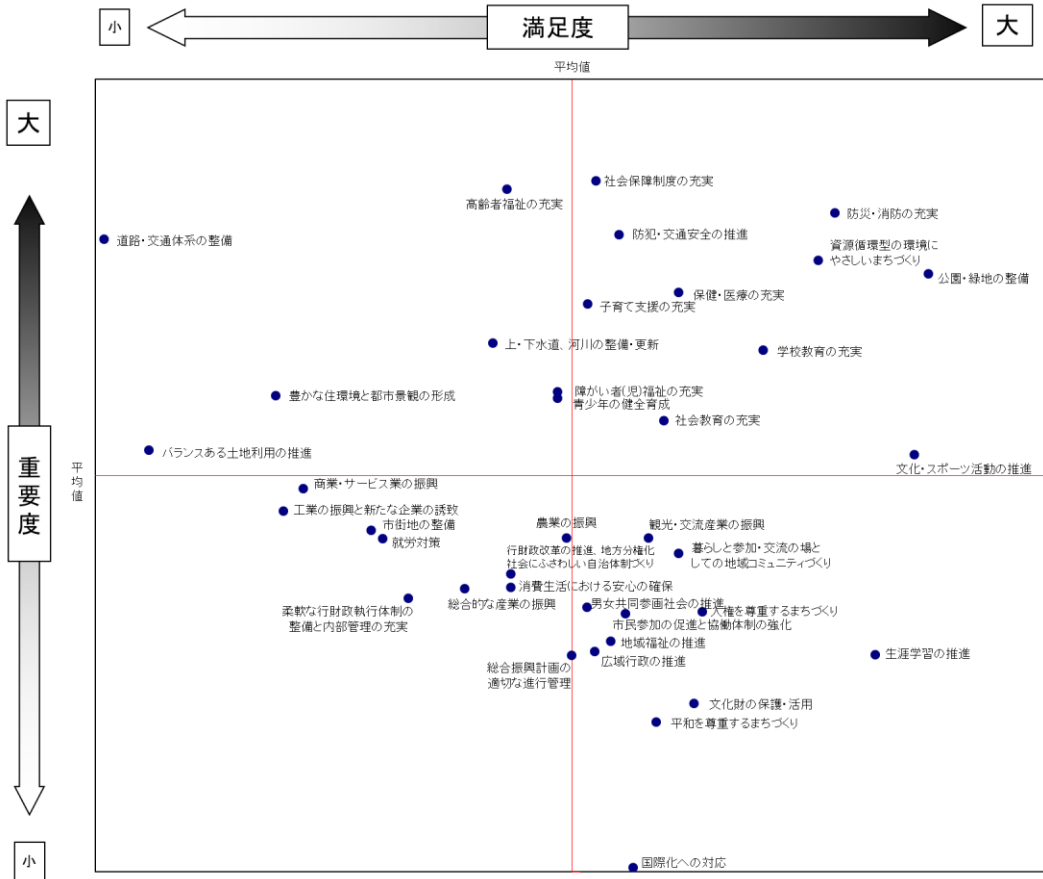 小
満足度
大
平均値
大
社会保障制度の充実
高齢者福祉の充実
防災・消防の充実
道路・交通体系の整備
防犯・交通安全の推進
資源循環型の環境に
やさしいまちづくり
公園・緑地の整備
保健・医療の充実
子育て支援の充実
上・下水道、河川の整備・更新
学校教育の充実
豊かな住環境と都市景観の形成
障がい者(児)福祉の充実
青少年の健全育成
社会教育の充実
バランスある土地利用の推進
文化・スポーツ活動の推進
重要度
平均値
商業・サービス業の振興
工業の振興と新たな企業の誘致
市街地の整備
就労対策
農業の振興
観光・交流産業の振興
行財政改革の推進、地方分権化
社会にふさわしい自治体制づくり
暮らしと参加・交流の場と
しての地域コミュニティづくり
消費生活における安心の確保
総合的な産業の振興
柔軟な行財政執行体制の
整備と内部管理の充実
男女共同参画社会の推進
人権を尊重するまちづくり
市民参加の促進と協働体制の強化
地域福祉の推進
広域行政の推進
総合振興計画の
適切な進行管理
生涯学習の推進
文化財の保護・活用
平和を尊重するまちづくり
国際化への対応
小